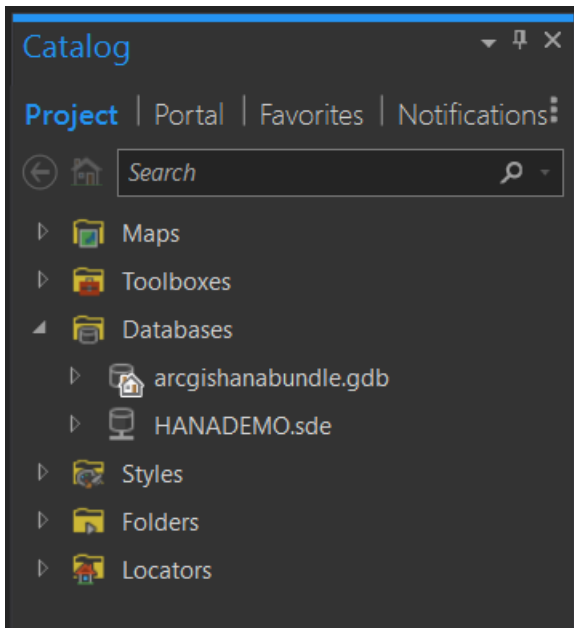 Catalog
Project | Portal | Favorites | Notifications
Search
Maps
Toolboxes
Databases
arcgishanabundle.gdb
HANADEMO.sde
Styles
Folders
Locators